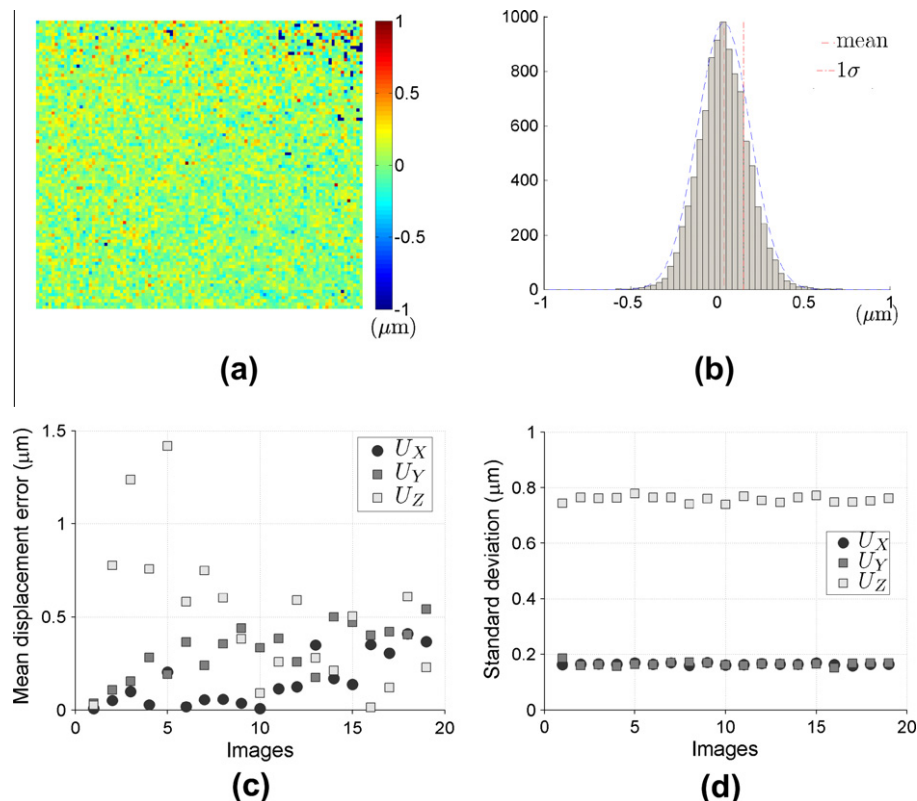 1
0.5
0
-0.5
-1
(μm)
(a)
1000
800
600
400
200
0
-1
-0.5
0
0.5
1
(μm)
mean
1σ
(b)
1.5
1
0.5
0
0
5
10
15
20
Mean displacement error (μm)
Images
U_X
U_Y
U_Z
(c)
1
0.8
0.6
0.4
0.2
0
0
5
10
15
20
Standard deviation (μm)
Images
U_X
U_Y
U_Z
(d)